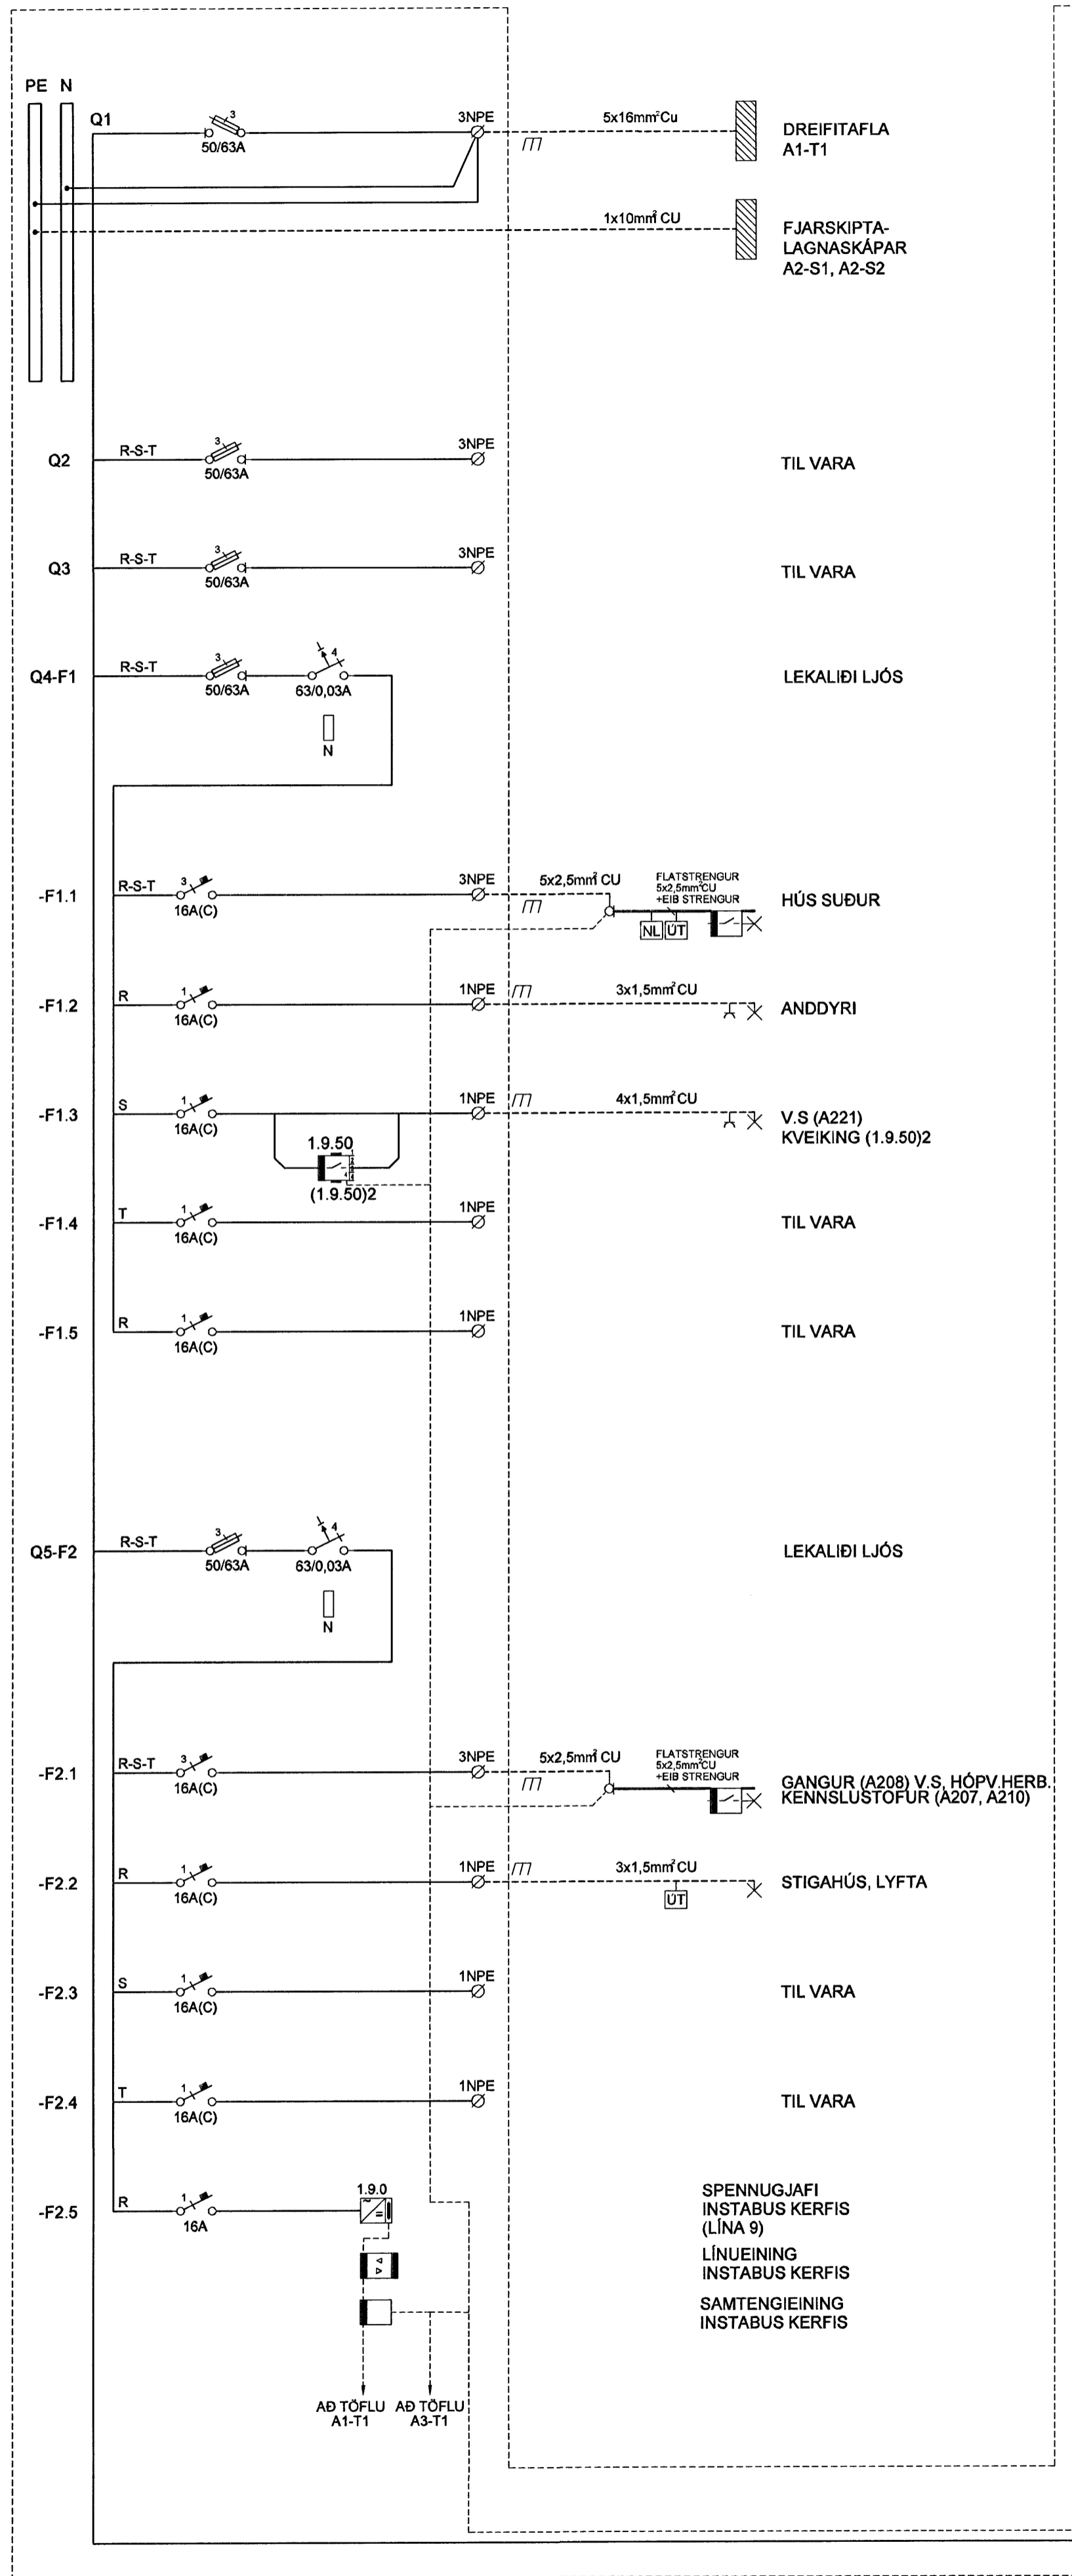 PE N
Q1
3
50/63A
3NPE
5x16mm²Cu
DREIFITAFLA
A1-T1
1x10mm² CU
FJARSKIPTA-
LAGNASKÁPAR
A2-S1, A2-S2
Q2
R-S-T
3
50/63A
3NPE
TIL VARA
Q3
R-S-T
3
50/63A
3NPE
TIL VARA
Q4-F1
R-S-T
3
50/63A
4
63/0,03A
N
LEKALIÐI LJÓS
-F1.1
R-S-T
3
16A(C)
3NPE
5x2,5mm² CU
FLATSTRENGUR
5x2,5mm²CU
+EIB STRENGUR
NL ÚT
HÚS SUÐUR
-F1.2
R
1
16A(C)
1NPE
3x1,5mm² CU
ANDDYRI
-F1.3
S
1
16A(C)
1.9.50
(1.9.50)2
1NPE
4x1,5mm² CU
V.S (A221)
KVEIKING (1.9.50)2
-F1.4
T
1
16A(C)
1NPE
TIL VARA
-F1.5
R
1
16A(C)
1NPE
TIL VARA
Q5-F2
R-S-T
3
50/63A
4
63/0,03A
N
LEKALIÐI LJÓS
-F2.1
R-S-T
3
16A(C)
3NPE
5x2,5mm² CU
FLATSTRENGUR
5x2,5mm²CU
+EIB STRENGUR
GANGUR (A208) V.S, HÓPV.HERB.
KENNSLUSTOFUR (A207, A210)
-F2.2
R
1
16A(C)
1NPE
3x1,5mm² CU
ÚT
STIGAHÚS, LYFTA
-F2.3
S
1
16A(C)
1NPE
TIL VARA
-F2.4
T
1
16A(C)
1NPE
TIL VARA
-F2.5
R
1
16A
1.9.0
SPENNUGJAFI
INSTABUS KERFIS
(LÍNA 9)
LÍNUEINING
INSTABUS KERFIS
SAMTENGIEINING
INSTABUS KERFIS
AÐ TÖFLU
A1-T1
AÐ TÖFLU
A3-T1